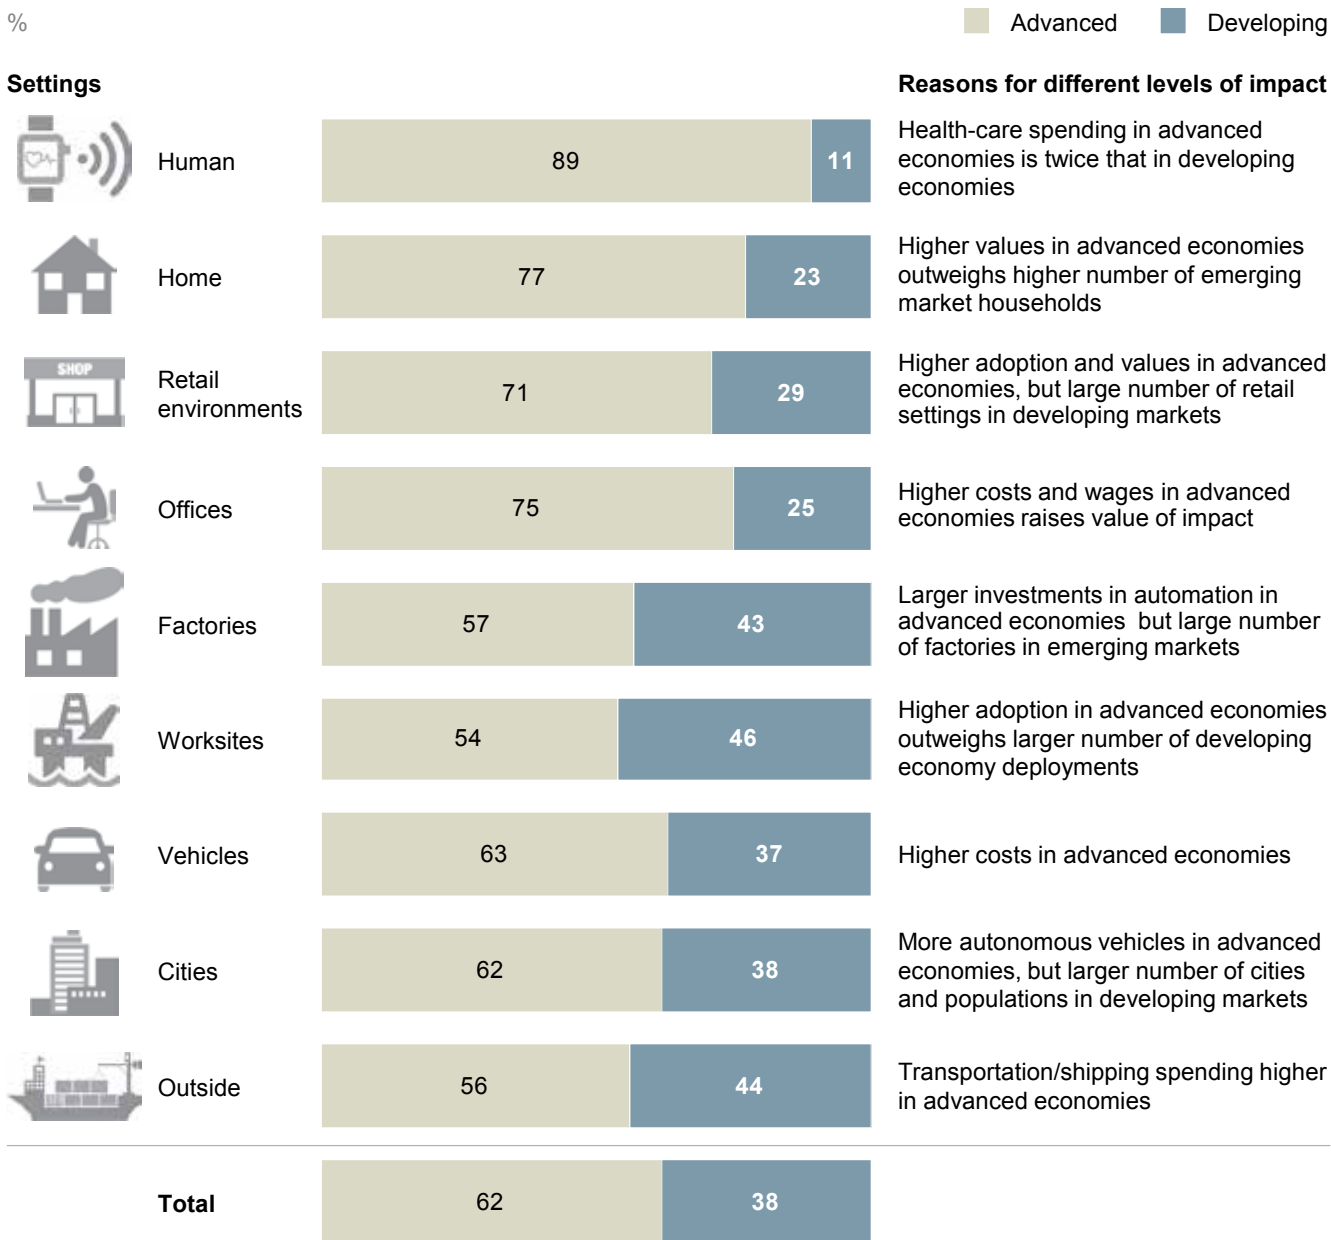 %
Advanced
Developing
Settings
Reasons for different levels of impact
Human
89
11
Health-care spending in advanced
economies is twice that in developing
economies
Home
77
23
Higher values in advanced economies
outweighs higher number of emerging
market households
SHOP
Retail
environments
71
29
Higher adoption and values in advanced
economies, but large number of retail
settings in developing markets
Offices
75
25
Higher costs and wages in advanced
economies raises value of impact
Factories
57
43
Larger investments in automation in
advanced economies  but large number
of factories in emerging markets
Worksites
54
46
Higher adoption in advanced economies
outweighs larger number of developing
economy deployments
Vehicles
63
37
Higher costs in advanced economies
Cities
62
38
More autonomous vehicles in advanced
economies, but larger number of cities
and populations in developing markets
Outside
56
44
Transportation/shipping spending higher
in advanced economies
Total
62
38